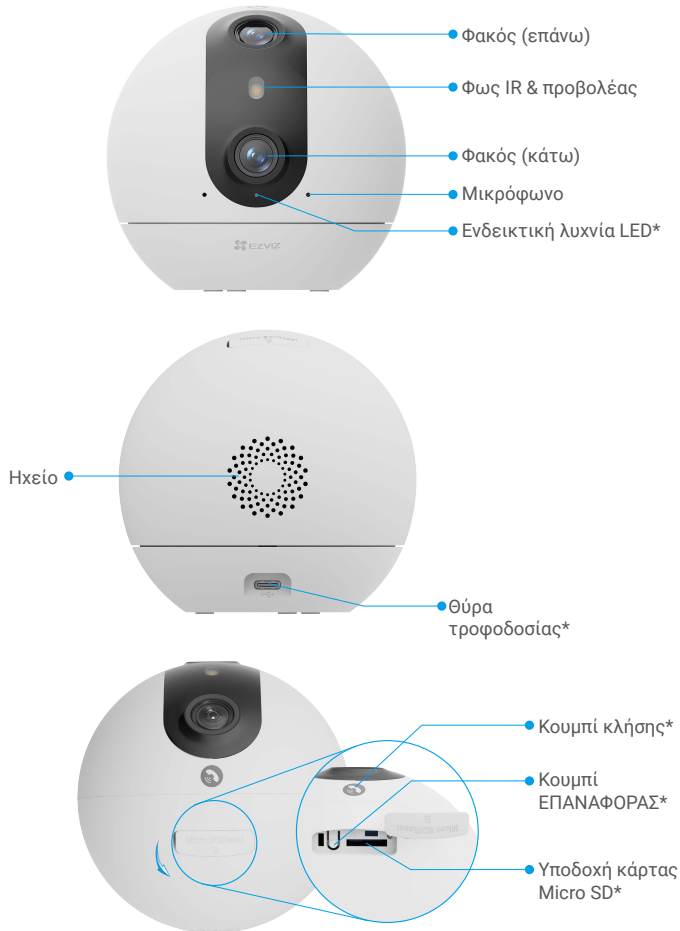 Φακός (επάνω)
Φως IR & προβολέας
Φακός (κάτω)
Μικρόφωνο
Ενδεικτική λυχνία LED*
EZVIZ
Ηχείο
Θύρα
τροφοδοσίας*
Κουμπί κλήσης*
Κουμπί
ΕΠΑΝΑΦΟΡΑΣ*
Υποδοχή κάρτας
Micro SD*